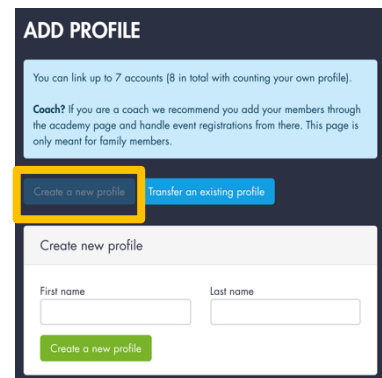 ADD PROFILE
You can link up to 7 accounts (8 in total with counting your own profile).
Coach? If you are a coach we recommend you add your members through
the academy page and handle event registrations from there. This page is
only meant for family members.
Create a new profile Transfer an existing profile
Create new profile
First name Last name
Create a new profile